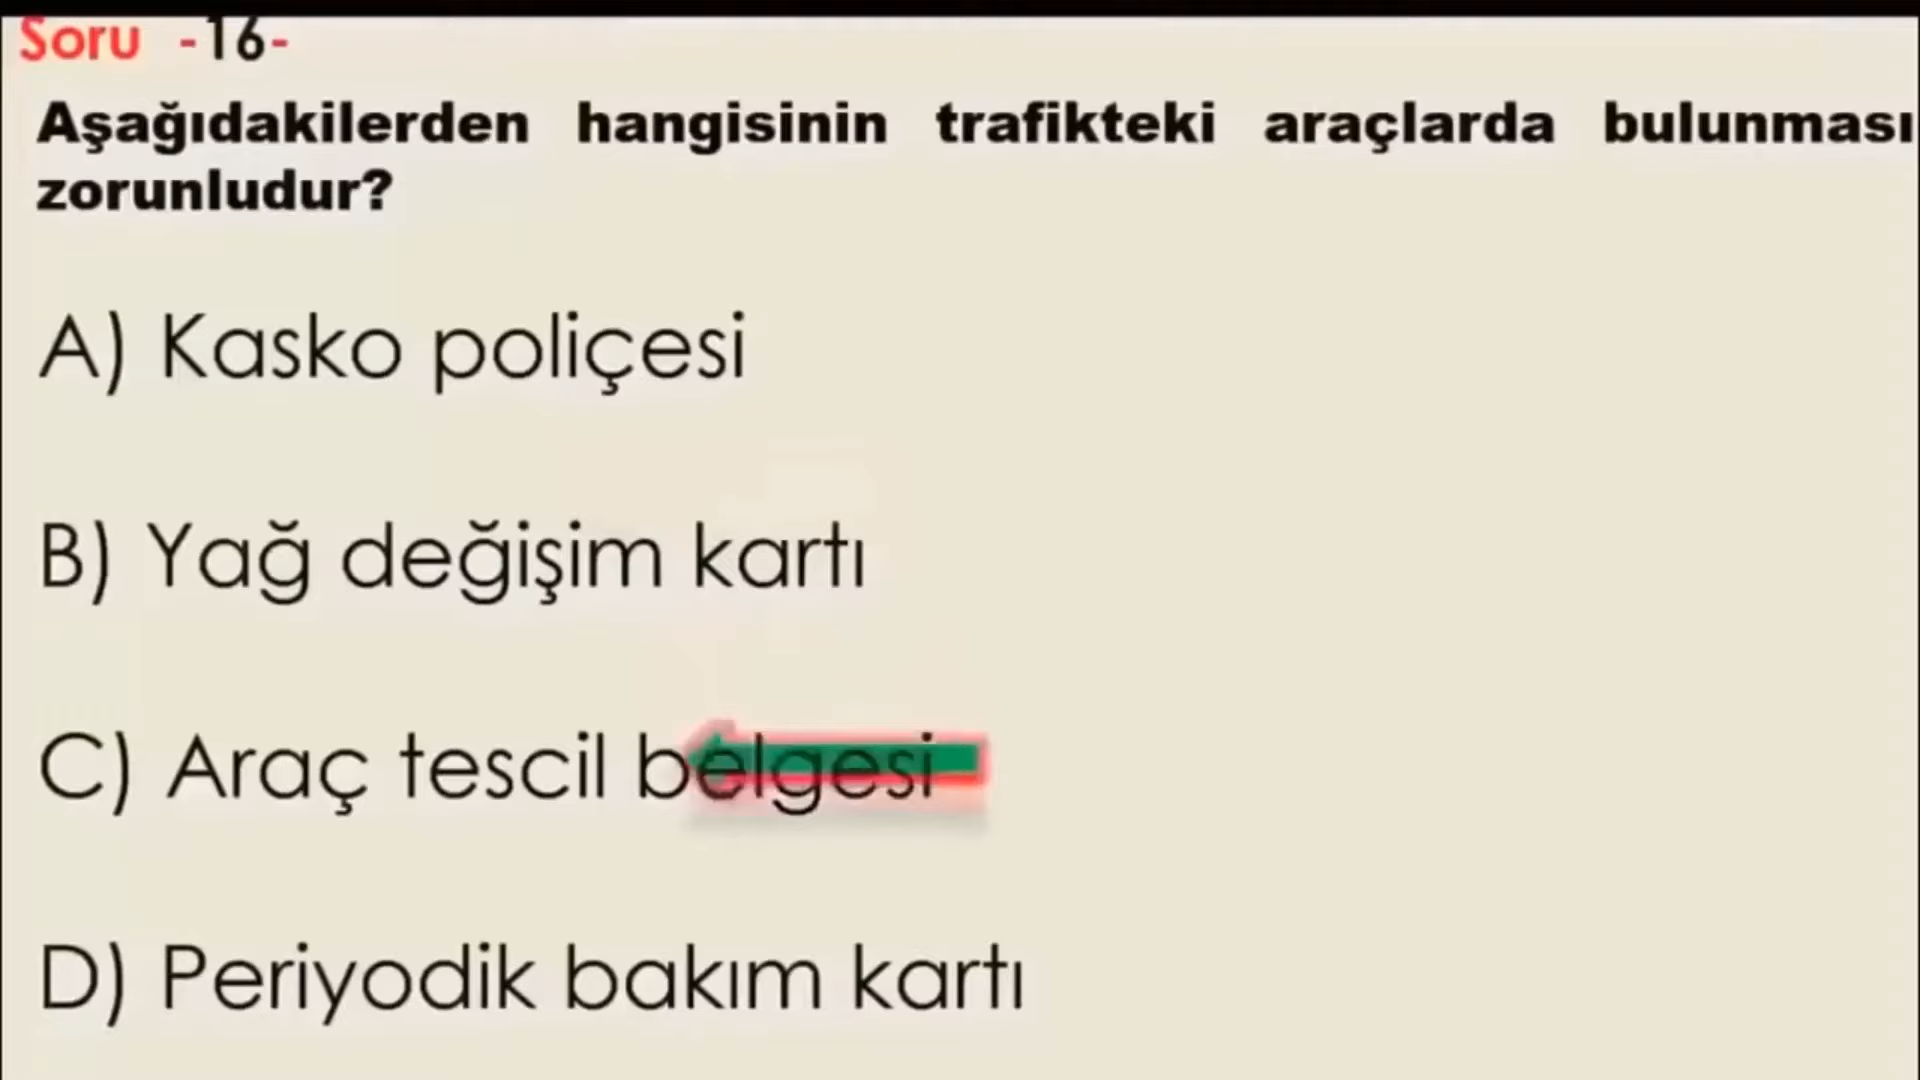 Soru -16-
Aşağıdakilerden hangisinin trafikteki araçlarda bulunması
zorunludur?
A) Kasko poliçesi
B) Yağ değişim kartı
C) Araç tescil belgesi
D) Periyodik bakım kartı